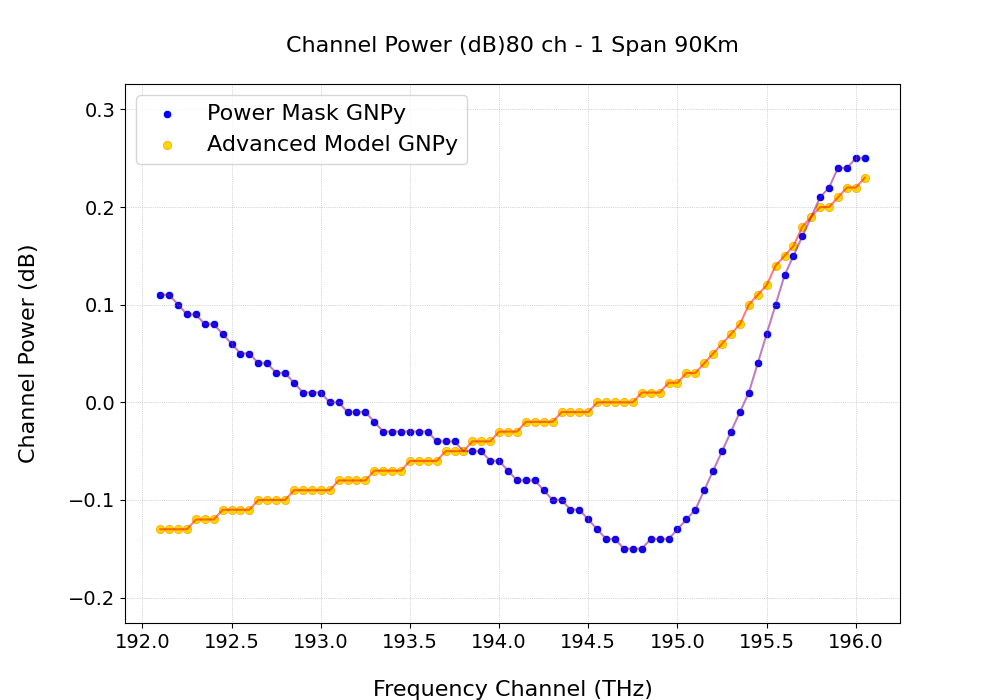 Channel Power (dB)80 ch - 1 Span 90Km
Power Mask GNPy
Advanced Model GNPy
Channel Power (dB)
0.3
0.2
0.1
0.0
−0.1
−0.2
192.0 192.5 193.0 193.5 194.0 194.5 195.0 195.5 196.0
Frequency Channel (THz)